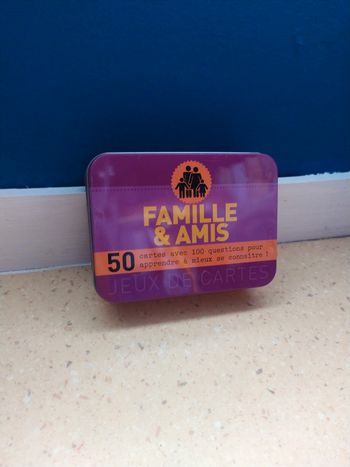 FAMILLE
& AMIS
50 cartes avec 100 questions pour
apprendre à mieux se connaître !
JEUX DE CARTES